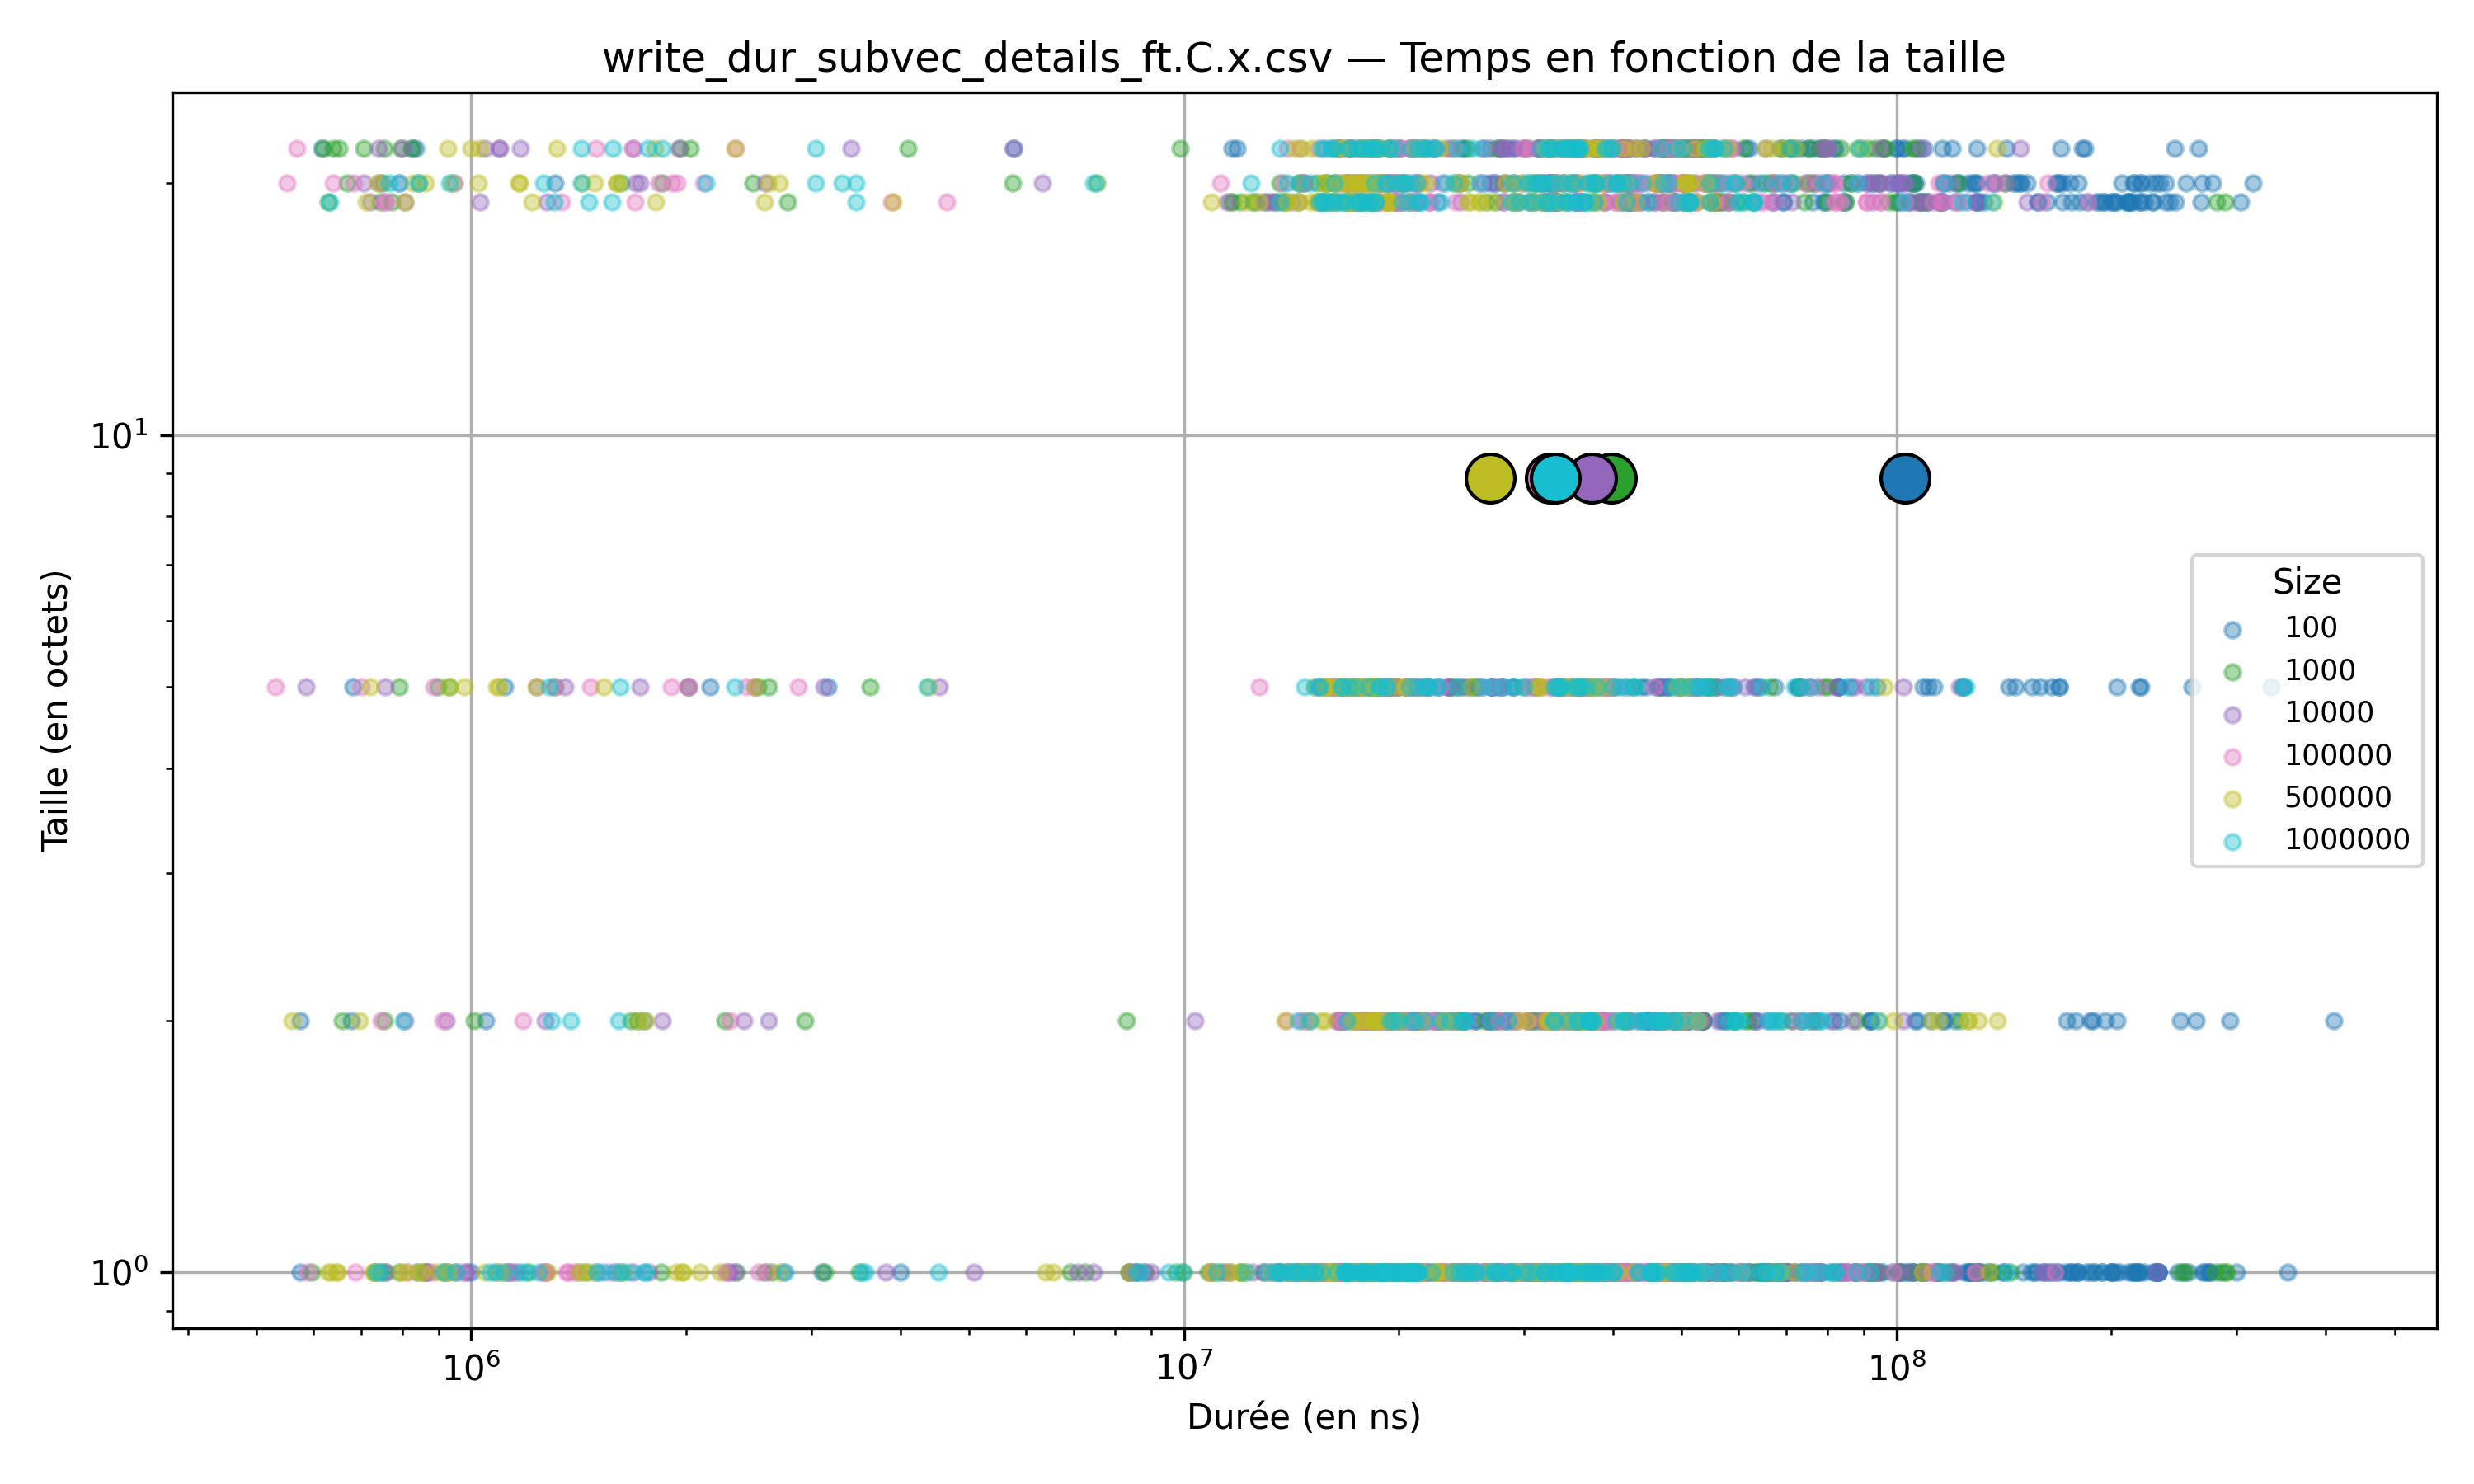 write_dur_subvec_details_ft.C.x.csv — Temps en fonction de la taille
Taille (en octets)
10¹
10⁰
Size
100
1000
10000
100000
500000
1000000
10⁶
10⁷
10⁸
Durée (en ns)